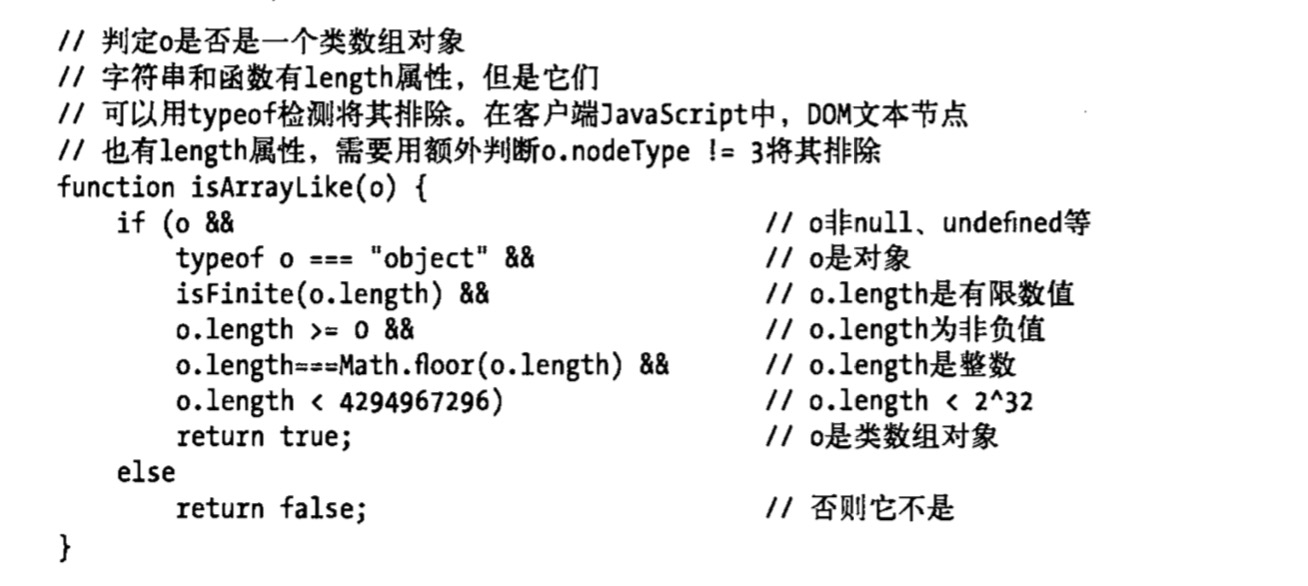 // 判定o是否是一个类数组对象
// 字符串和函数有length属性，但是它们
// 可以用typeof检测将其排除。在客户端JavaScript中，DOM文本节点
// 也有length属性，需要用额外判断o.nodeType != 3将其排除
function isArrayLike(o) {
    if (o &&                                // o非null、undefined等
        typeof o === "object" &&            // o是对象
        isFinite(o.length) &&               // o.length是有限数值
        o.length >= 0 &&                    // o.length为非负值
        o.length===Math.floor(o.length) &&  // o.length是整数
        o.length < 4294967296)              // o.length < 2^32
        return true;                        // o是类数组对象
    else
        return false;                       // 否则它不是
}